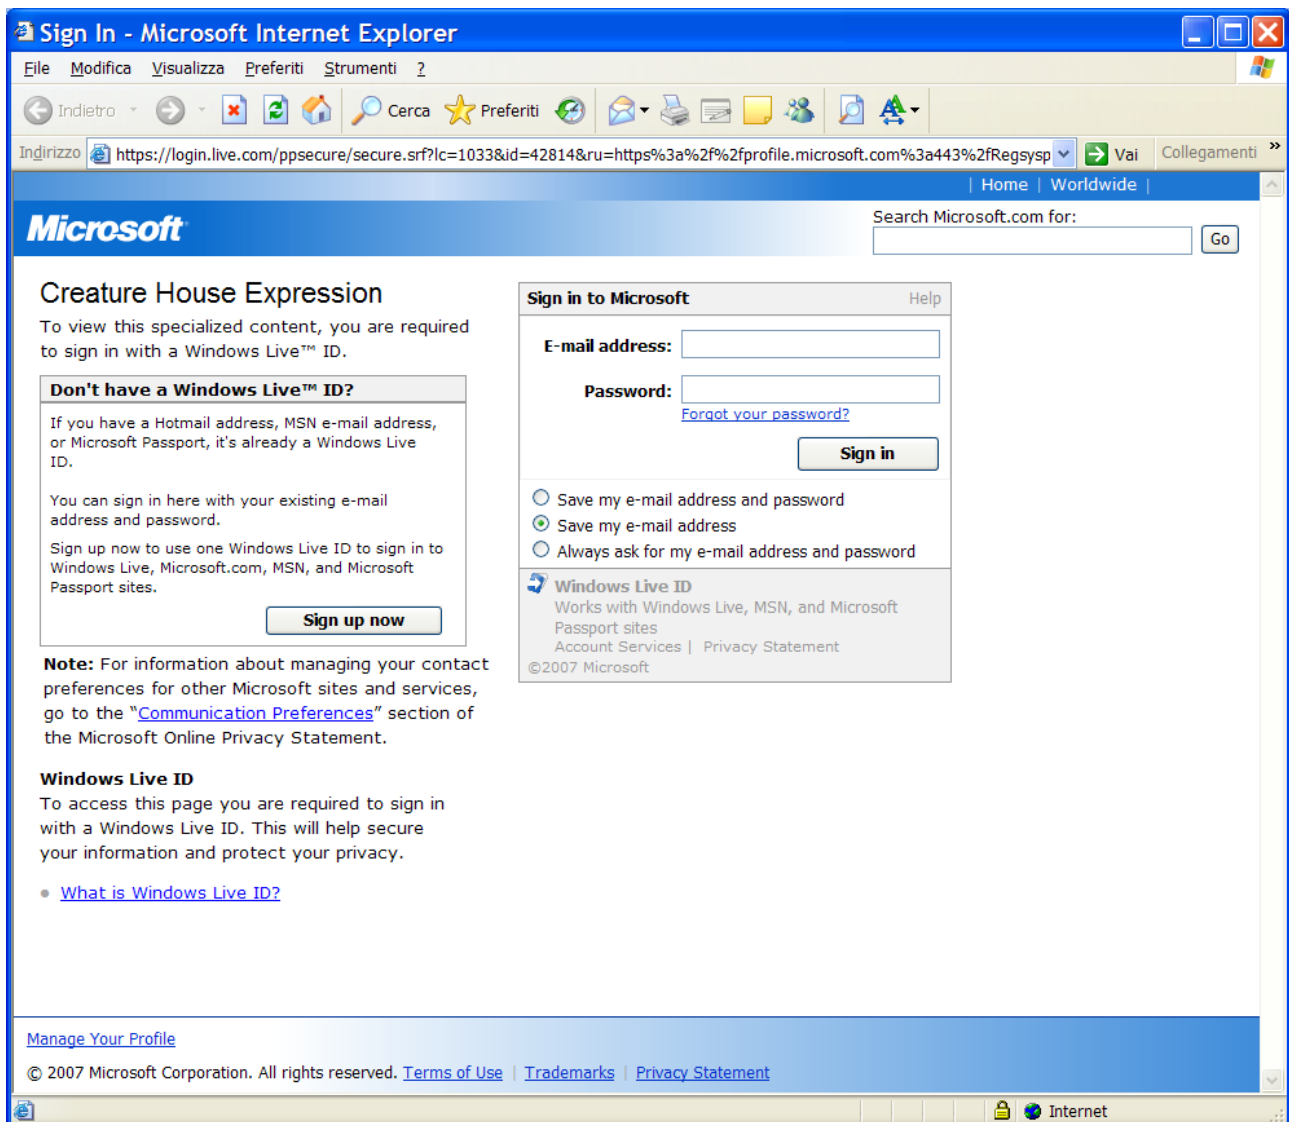 Sign In - Microsoft Internet Explorer
File Modifica Visualizza Preferiti Strumenti ?
Indietro Cerca Preferiti
Indirizzo https://login.live.com/ppsecure/secure.srf?lc=1033&id=42814&ru=https%3a%2f%2fprofile.microsoft.com%3a443%2fRegsysp Vai Collegamenti »
| Home | Worldwide |
Microsoft
Search Microsoft.com for:
Go
Creature House Expression
To view this specialized content, you are required
to sign in with a Windows Live™ ID.
Don't have a Windows Live™ ID?
If you have a Hotmail address, MSN e-mail address,
or Microsoft Passport, it's already a Windows Live
ID.
You can sign in here with your existing e-mail
address and password.
Sign up now to use one Windows Live ID to sign in to
Windows Live, Microsoft.com, MSN, and Microsoft
Passport sites.
Sign up now
Note: For information about managing your contact
preferences for other Microsoft sites and services,
go to the “Communication Preferences” section of
the Microsoft Online Privacy Statement.
Windows Live ID
To access this page you are required to sign in
with a Windows Live ID. This will help secure
your information and protect your privacy.
What is Windows Live ID?
Sign in to Microsoft Help
E-mail address:
Password:
Forgot your password?
Sign in
Save my e-mail address and password
Save my e-mail address
Always ask for my e-mail address and password
Windows Live ID
Works with Windows Live, MSN, and Microsoft
Passport sites
Account Services | Privacy Statement
©2007 Microsoft
Manage Your Profile
© 2007 Microsoft Corporation. All rights reserved. Terms of Use | Trademarks | Privacy Statement
Internet